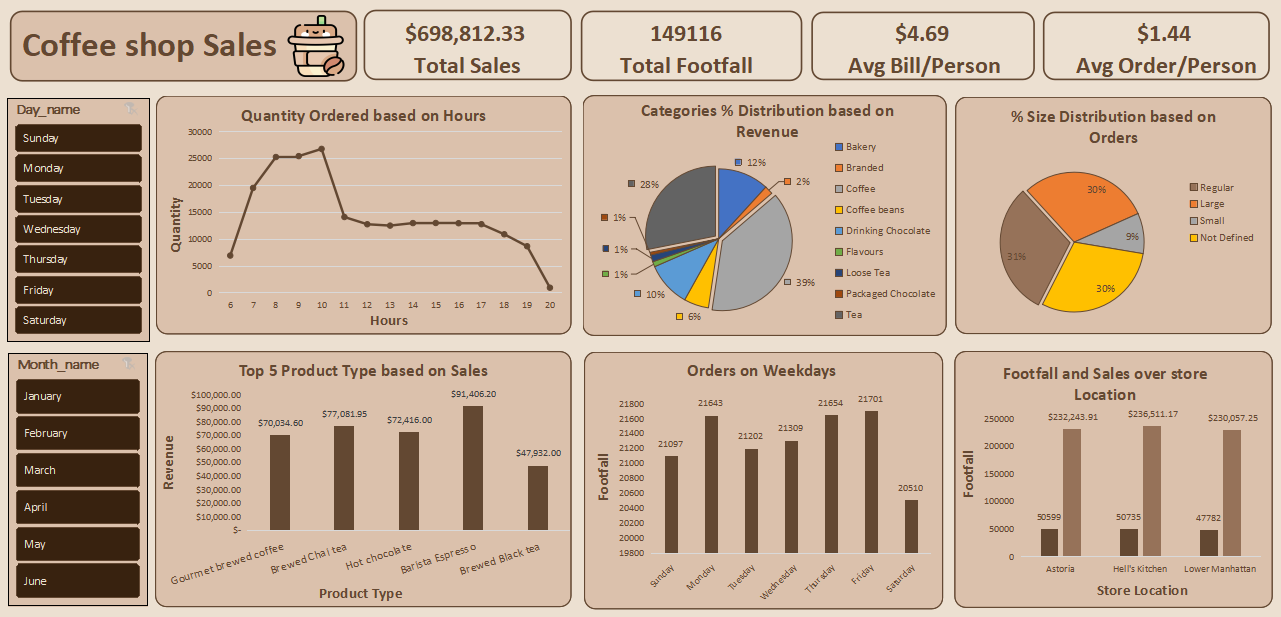 Coffee shop Sales
$698,812.33
Total Sales
149116
Total Footfall
$4.69
Avg Bill/Person
$1.44
Avg Order/Person
Day_name
Sunday
Monday
Tuesday
Wednesday
Thursday
Friday
Saturday
Quantity Ordered based on Hours
30000
25000
20000
15000
10000
5000
0
Quantity
6 7 8 9 10 11 12 13 14 15 16 17 18 19 20
Hours
Categories % Distribution based on
Revenue
12%
2%
39%
6%
10%
1%
1%
1%
28%
Bakery
Branded
Coffee
Coffee beans
Drinking Chocolate
Flavours
Loose Tea
Packaged Chocolate
Tea
% Size Distribution based on
Orders
30%
9%
30%
31%
Regular
Large
Small
Not Defined
Month_name
January
February
March
April
May
June
Top 5 Product Type based on Sales
$100,000.00
$90,000.00
$80,000.00
$70,000.00
$60,000.00
$50,000.00
$40,000.00
$30,000.00
$20,000.00
$10,000.00
$-
Revenue
$70,034.60
$77,081.95
$72,416.00
$91,406.20
$47,932.00
Gourmet brewed coffee
Brewed Chai tea
Hot chocolate
Barista Espresso
Brewed Black tea
Product Type
Orders on Weekdays
21800
21600
21400
21200
21000
20800
20600
20400
20200
20000
19800
Footfall
21097
21643
21202
21309
21654
21701
20510
Sunday
Monday
Tuesday
Wednesday
Thursday
Friday
Saturday
Footfall and Sales over store
Location
250000
200000
150000
100000
50000
0
Footfall
$232,243.91
$236,511.17
$230,057.25
50599
50735
47782
Astoria
Hell's Kitchen
Lower Manhattan
Store Location